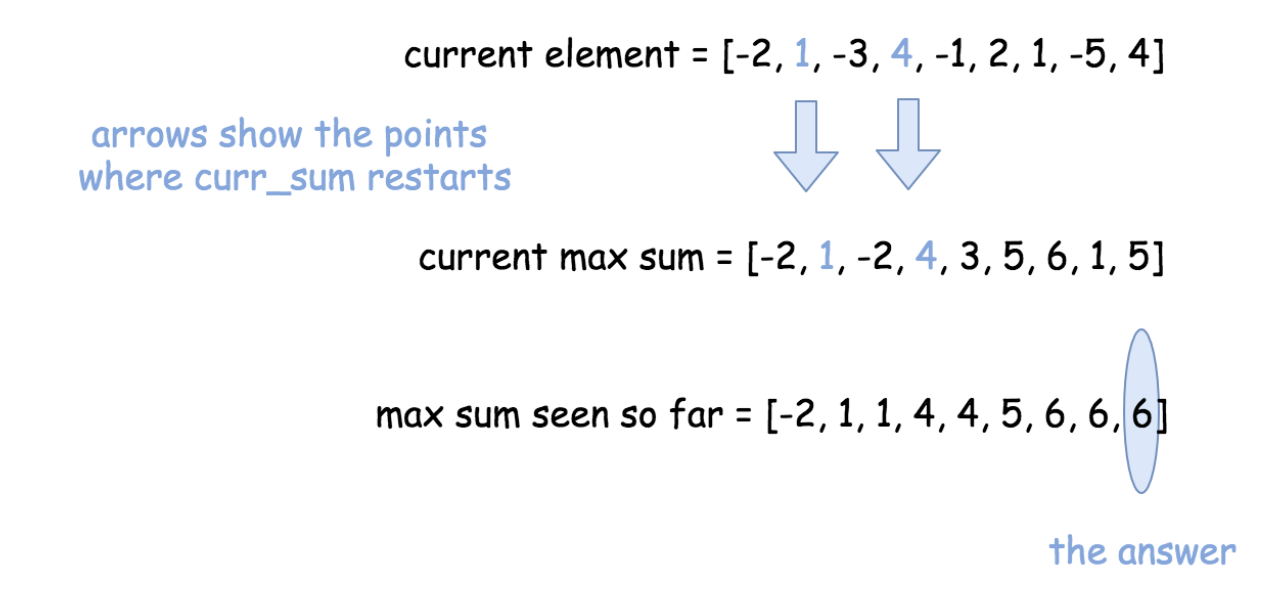 current element = [-2, 1, -3, 4, -1, 2, 1, -5, 4]
arrows show the points
where curr_sum restarts
current max sum = [-2, 1, -2, 4, 3, 5, 6, 1, 5]
max sum seen so far = [-2, 1, 1, 4, 4, 5, 6, 6, 6]
the answer